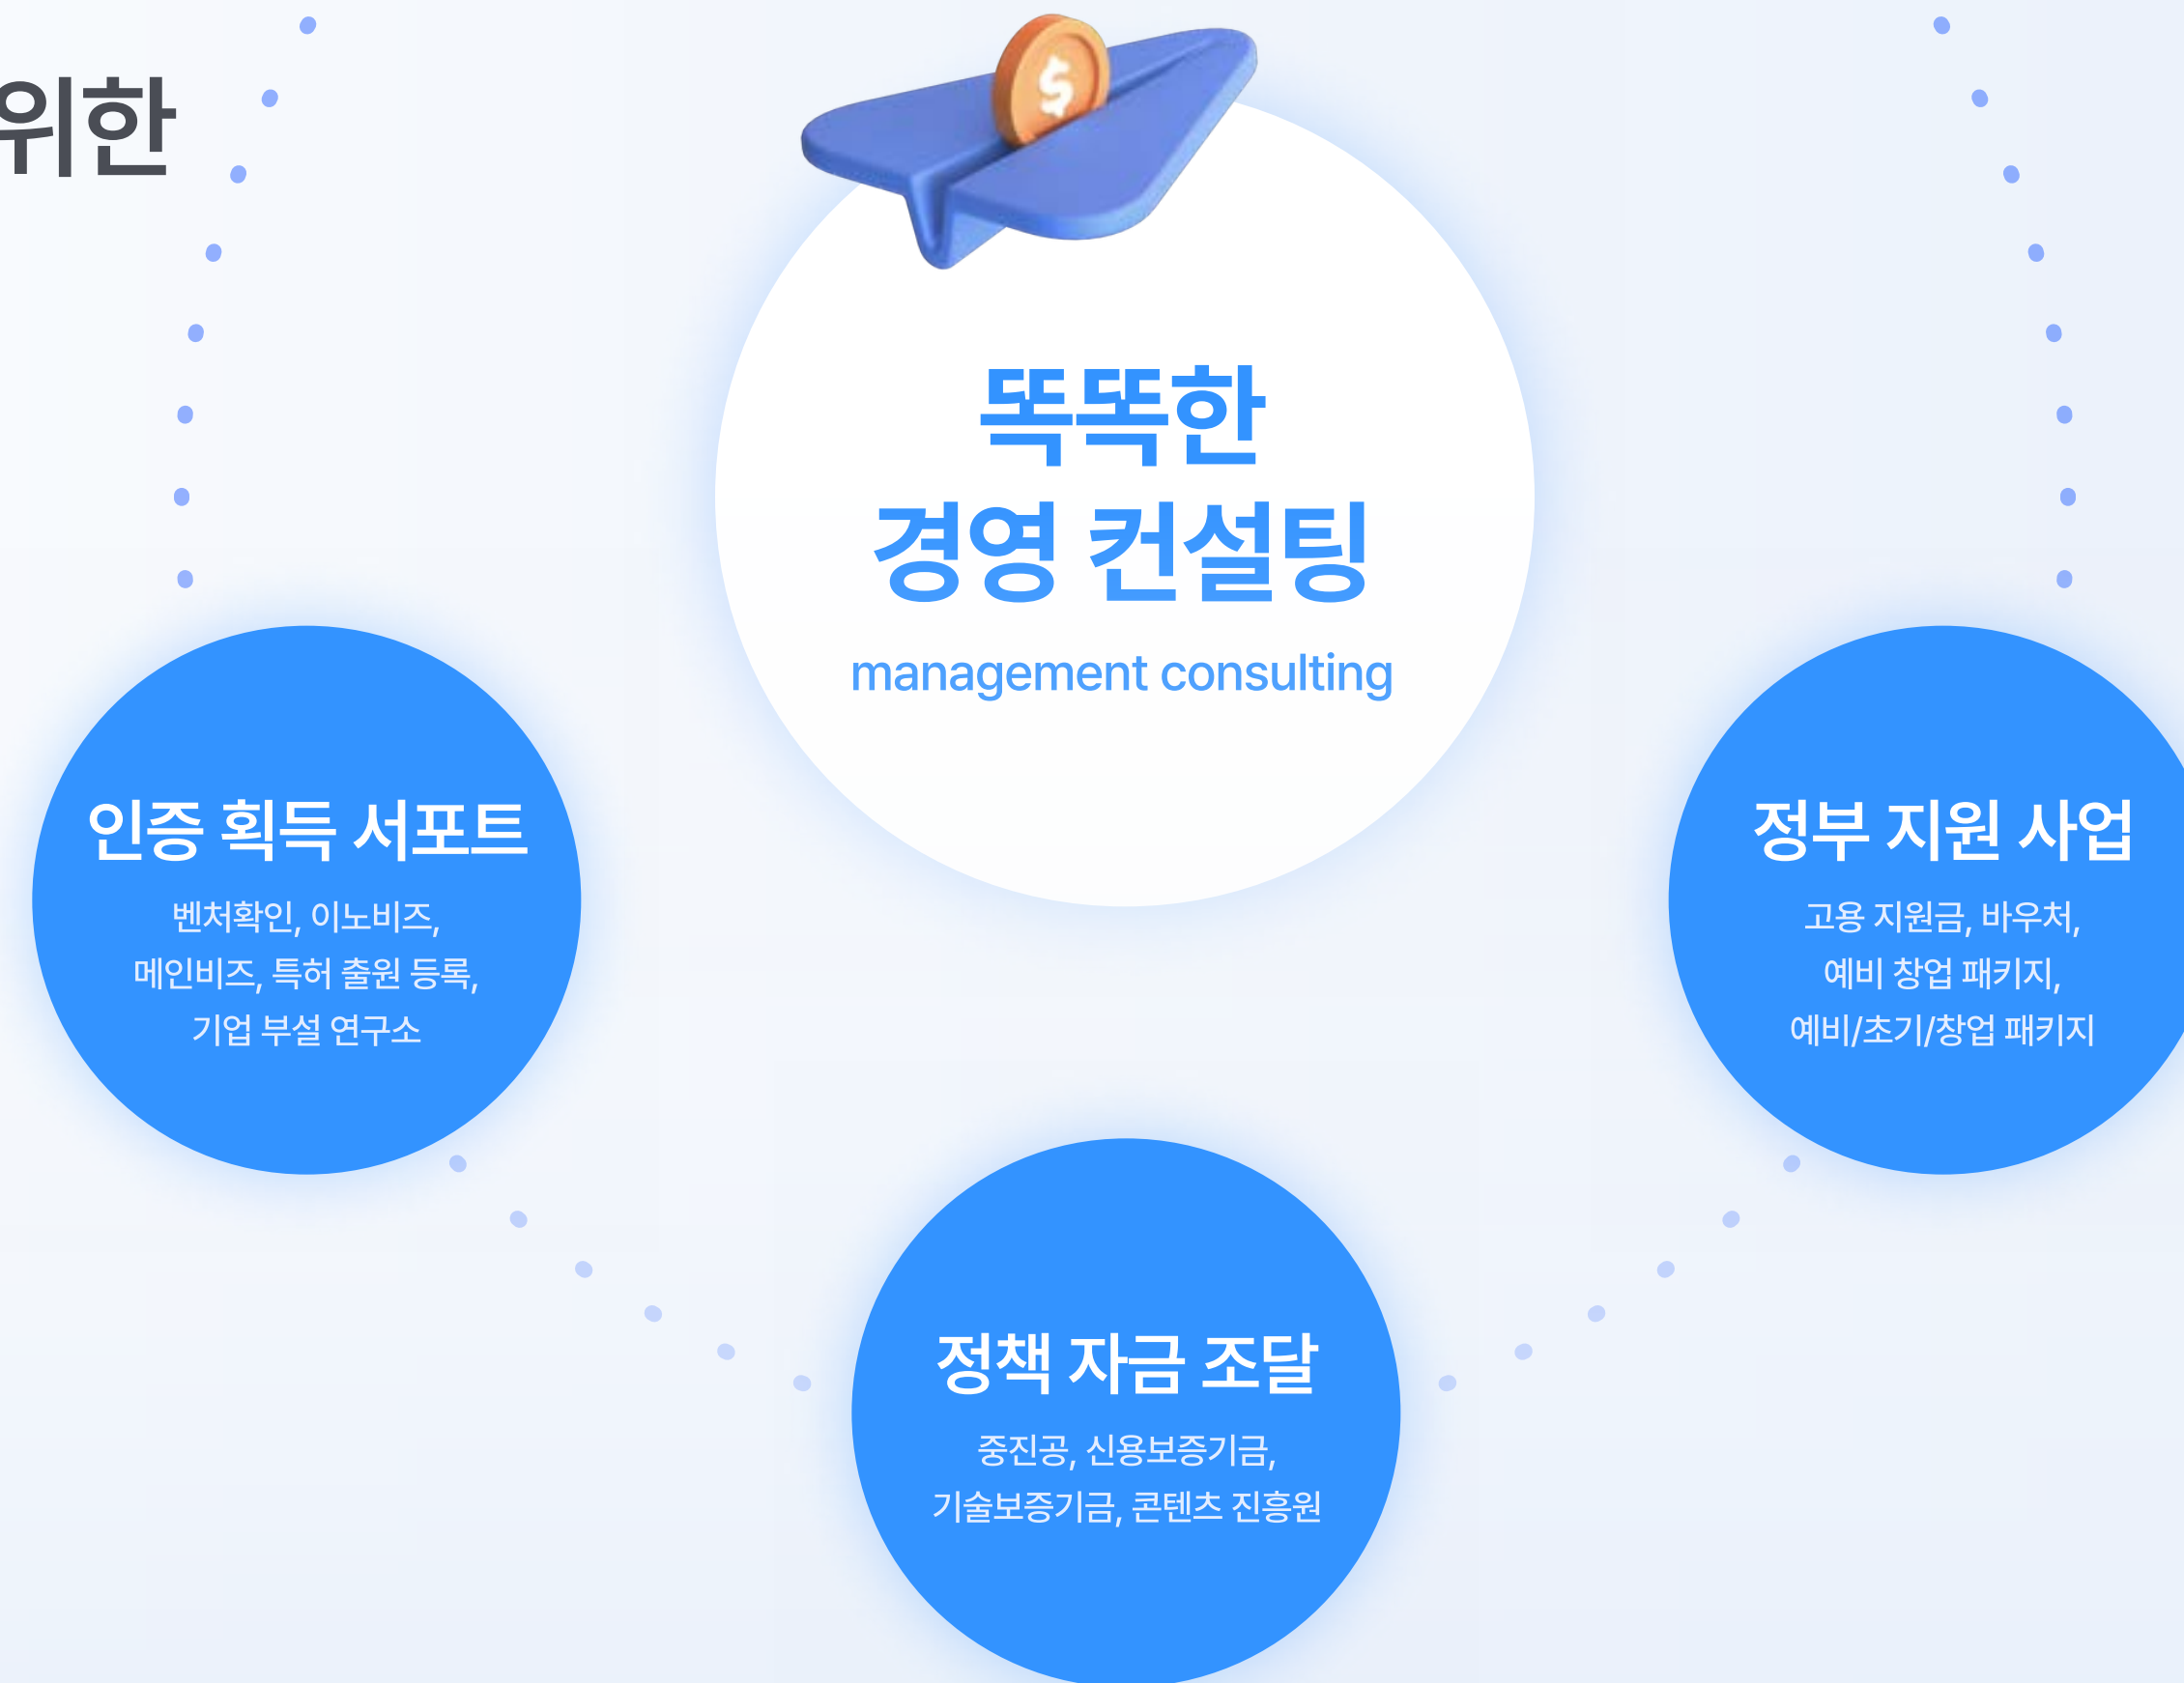 위한
똑똑한
경영 컨설팅
management consulting
인증 획득 서포트
벤처확인, 이노비즈,
메인비즈, 특허 출원 등록,
기업 부설 연구소
정부 지원 사업
고용 지원금, 바우처,
예비 창업 패키지,
예비/초기/창업 패키지
정책 자금 조달
중진공, 신용보증기금,
기술보증기금, 콘텐츠 진흥원